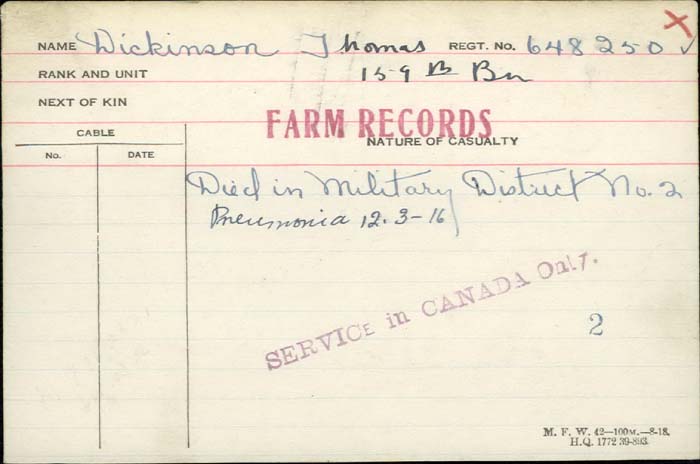 X
NAME Dickinson Thomas REGT. NO. 648250 ✓
RANK AND UNIT 159 Bn
NEXT OF KIN
FARM RECORDS
CABLE
NATURE OF CASUALTY
No. DATE
Died in Military District No. 2
Pneumonia 12.3-16
SERVICE in CANADA Only.
2
M. F. W. 42—100M.—8-18.
H.Q. 1772 39-893.